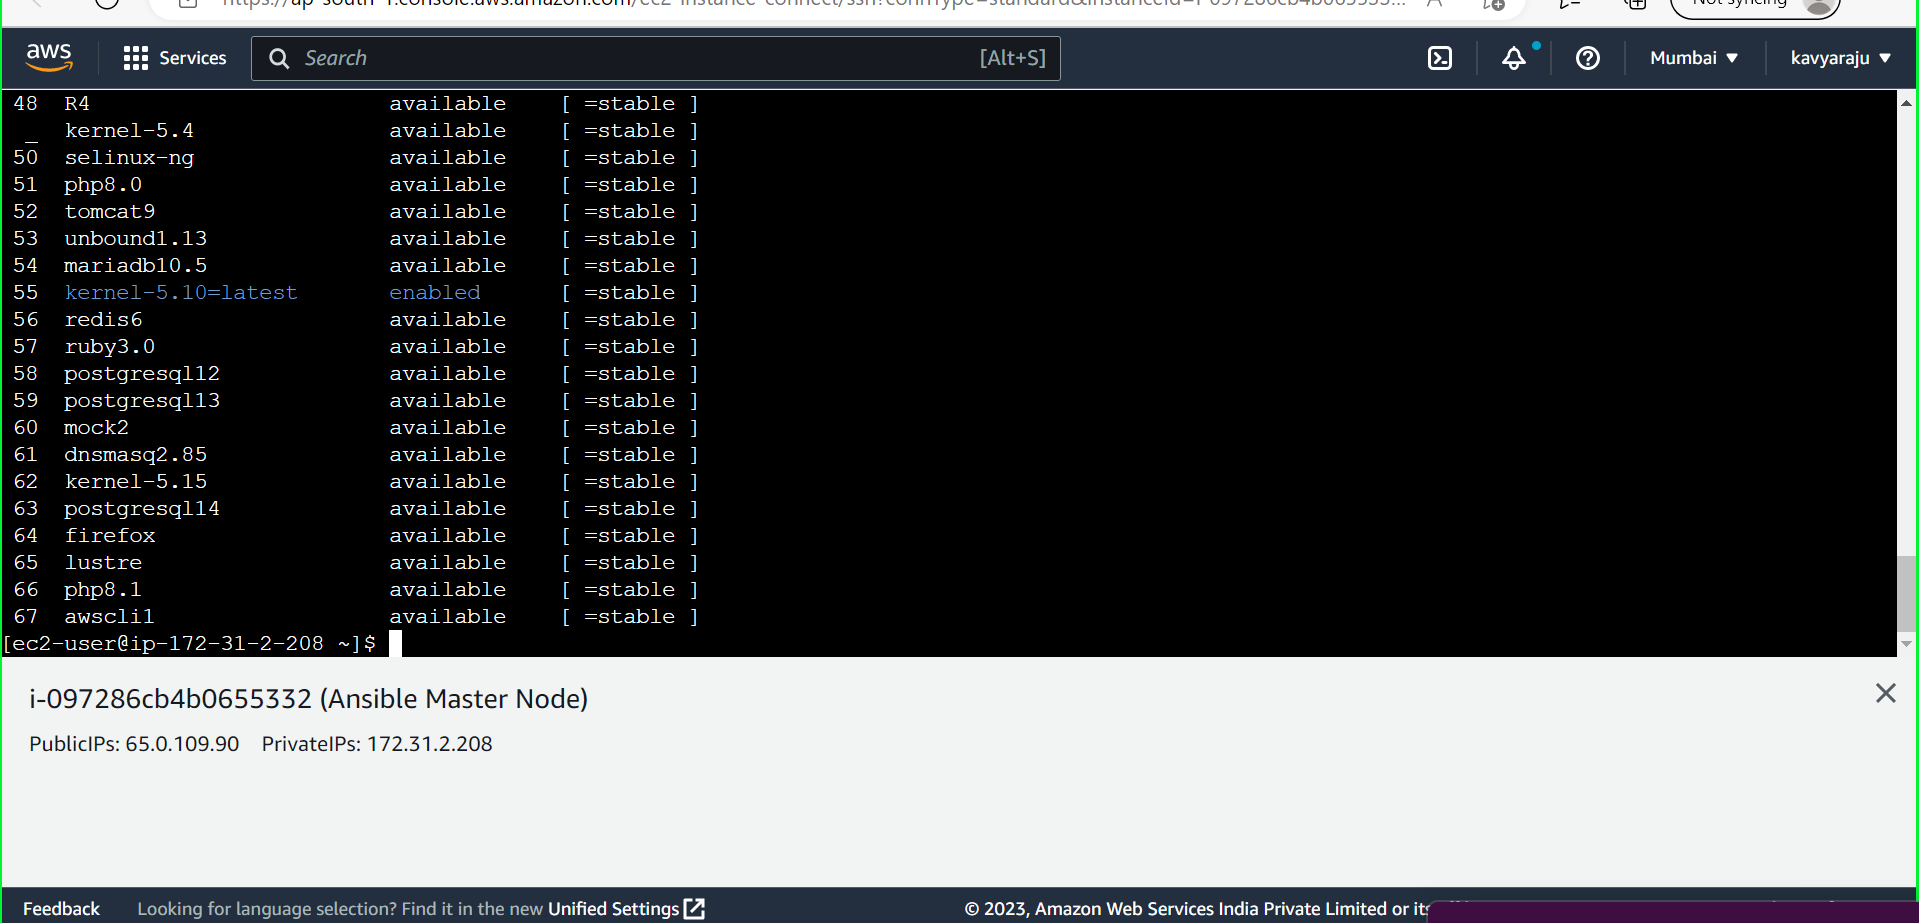 aws Services Search [Alt+S] Mumbai kavyaraju
48 R4 available [ =stable ]
_ kernel-5.4 available [ =stable ]
50 selinux-ng available [ =stable ]
51 php8.0 available [ =stable ]
52 tomcat9 available [ =stable ]
53 unbound1.13 available [ =stable ]
54 mariadb10.5 available [ =stable ]
55 kernel-5.10=latest enabled [ =stable ]
56 redis6 available [ =stable ]
57 ruby3.0 available [ =stable ]
58 postgresql12 available [ =stable ]
59 postgresql13 available [ =stable ]
60 mock2 available [ =stable ]
61 dnsmasq2.85 available [ =stable ]
62 kernel-5.15 available [ =stable ]
63 postgresql14 available [ =stable ]
64 firefox available [ =stable ]
65 lustre available [ =stable ]
66 php8.1 available [ =stable ]
67 awscli1 available [ =stable ]
[ec2-user@ip-172-31-2-208 ~]$
i-097286cb4b0655332 (Ansible Master Node)
PublicIPs: 65.0.109.90 PrivateIPs: 172.31.2.208
Feedback Looking for language selection? Find it in the new Unified Settings © 2023, Amazon Web Services India Private Limited or its